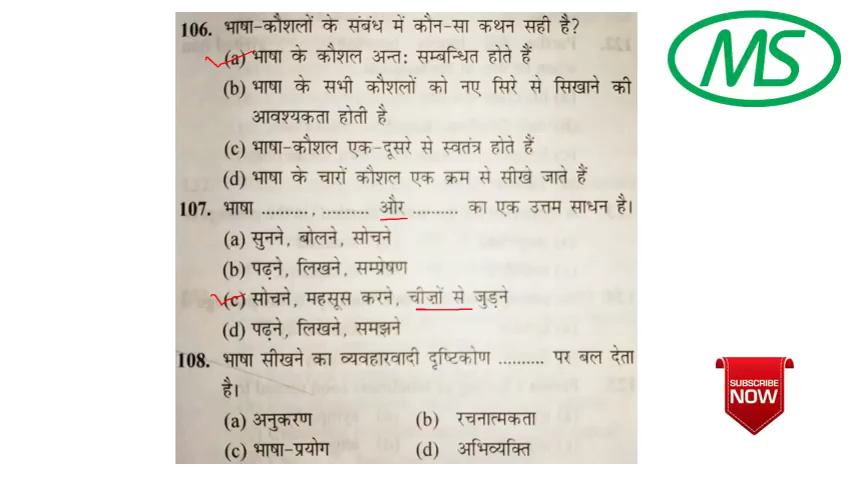 106. भाषा-कौशलों के संबंध में कौन-सा कथन सही है?
(a) भाषा के कौशल अन्त: सम्बन्धित होते हैं
(b) भाषा के सभी कौशलों को नए सिरे से सिखाने की
आवश्यकता होती है
(c) भाषा-कौशल एक-दूसरे से स्वतंत्र होते हैं
(d) भाषा के चारों कौशल एक क्रम से सीखे जाते हैं
107. भाषा .........., .......... और .......... का एक उत्तम साधन है।
(a) सुनने, बोलने, सोचने
(b) पढ़ने, लिखने, सम्प्रेषण
(c) सोचने, महसूस करने, चीज़ों से जुड़ने
(d) पढ़ने, लिखने, समझने
108. भाषा सीखने का व्यवहारवादी दृष्टिकोण .......... पर बल देता
है।
(a) अनुकरण (b) रचनात्मकता
(c) भाषा-प्रयोग (d) अभिव्यक्ति
MS
SUBSCRIBE
NOW